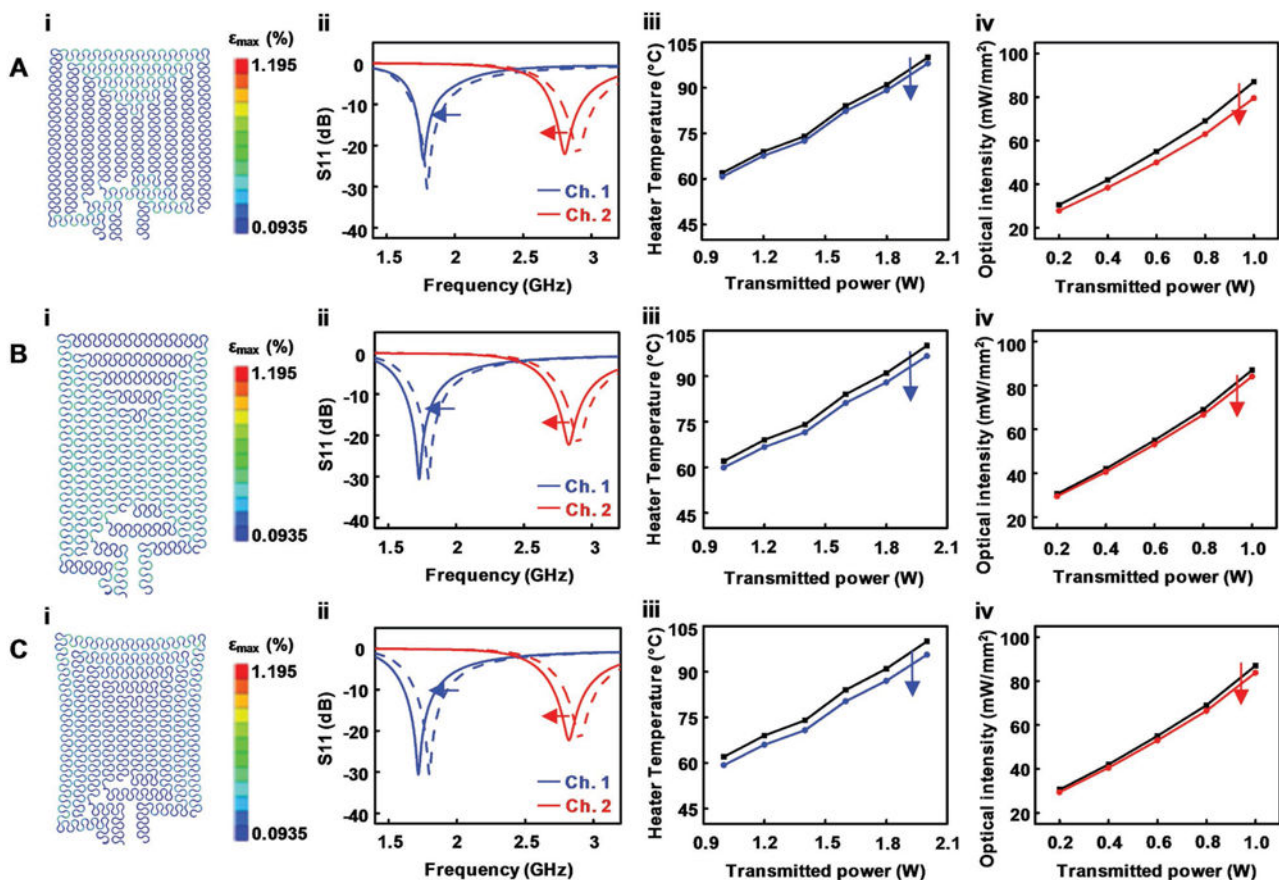 A
i
εmax (%)
1.195
0.0935
ii
S11 (dB)
0
-10
-20
-30
-40
Ch. 1
Ch. 2
1.5 2 2.5 3
Frequency (GHz)
iii
Heater Temperature (°C)
105
90
75
60
45
0.9 1.2 1.5 1.8 2.1
Transmitted power (W)
iv
Optical intensity (mW/mm²)
100
80
60
40
20
0.2 0.4 0.6 0.8 1.0
Transmitted power (W)
B
i
εmax (%)
1.195
0.0935
ii
S11 (dB)
0
-10
-20
-30
-40
Ch. 1
Ch. 2
1.5 2 2.5 3
Frequency (GHz)
iii
Heater Temperature (°C)
105
90
75
60
45
0.9 1.2 1.5 1.8 2.1
Transmitted power (W)
iv
Optical intensity (mW/mm²)
100
80
60
40
20
0.2 0.4 0.6 0.8 1.0
Transmitted power (W)
C
i
εmax (%)
1.195
0.0935
ii
S11 (dB)
0
-10
-20
-30
-40
Ch. 1
Ch. 2
1.5 2 2.5 3
Frequency (GHz)
iii
Heater Temperature (°C)
105
90
75
60
45
0.9 1.2 1.5 1.8 2.1
Transmitted power (W)
iv
Optical intensity (mW/mm²)
100
80
60
40
20
0.2 0.4 0.6 0.8 1.0
Transmitted power (W)